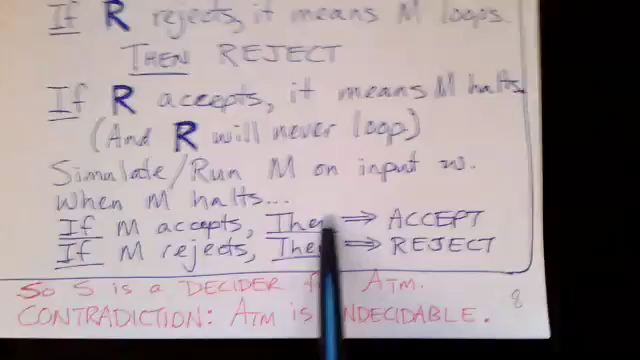 If R rejects, it means M loops.
THEN REJECT
If R accepts, it means M halts.
(And R will never loop.)
Simulate/Run M on input w.
When M halts...
If M accepts, Then ⇒ ACCEPT
If M rejects, Then ⇒ REJECT
So S is a DECIDER ATM.
CONTRADICTION: ATM is UNDECIDABLE.
8